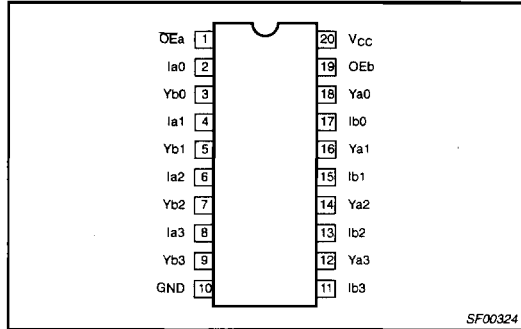 O̅E̅a 1 20 VCC
Ia0 2 19 OEb
Yb0 3 18 Ya0
Ia1 4 17 Ib0
Yb1 5 16 Ya1
Ia2 6 15 Ib1
Yb2 7 14 Ya2
Ia3 8 13 Ib2
Yb3 9 12 Ya3
GND 10 11 Ib3
SF00324